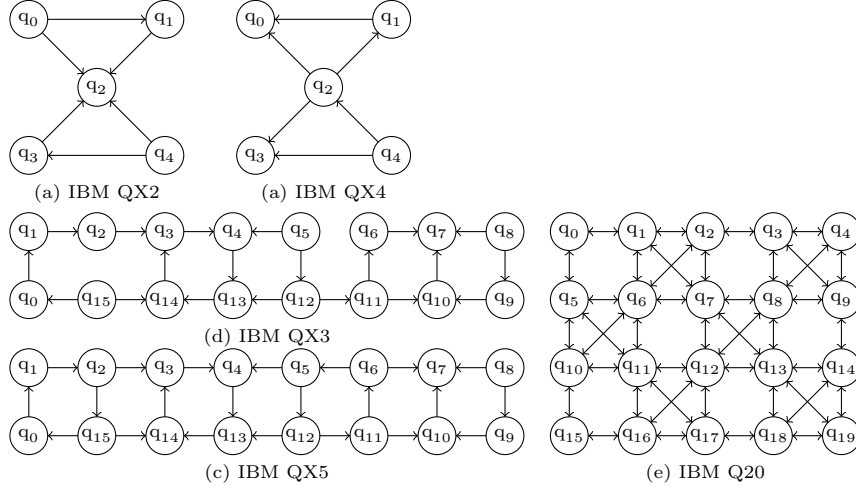 q0 q1 q0 q1
q2 q2
q3 q4 q3 q4
(a) IBM QX2 (a) IBM QX4
q1 q2 q3 q4 q5 q6 q7 q8 q0 q1 q2 q3 q4
q0 q15 q14 q13 q12 q11 q10 q9 q5 q6 q7 q8 q9
(d) IBM QX3
q1 q2 q3 q4 q5 q6 q7 q8 q10 q11 q12 q13 q14
q0 q15 q14 q13 q12 q11 q10 q9 q15 q16 q17 q18 q19
(c) IBM QX5 (e) IBM Q20